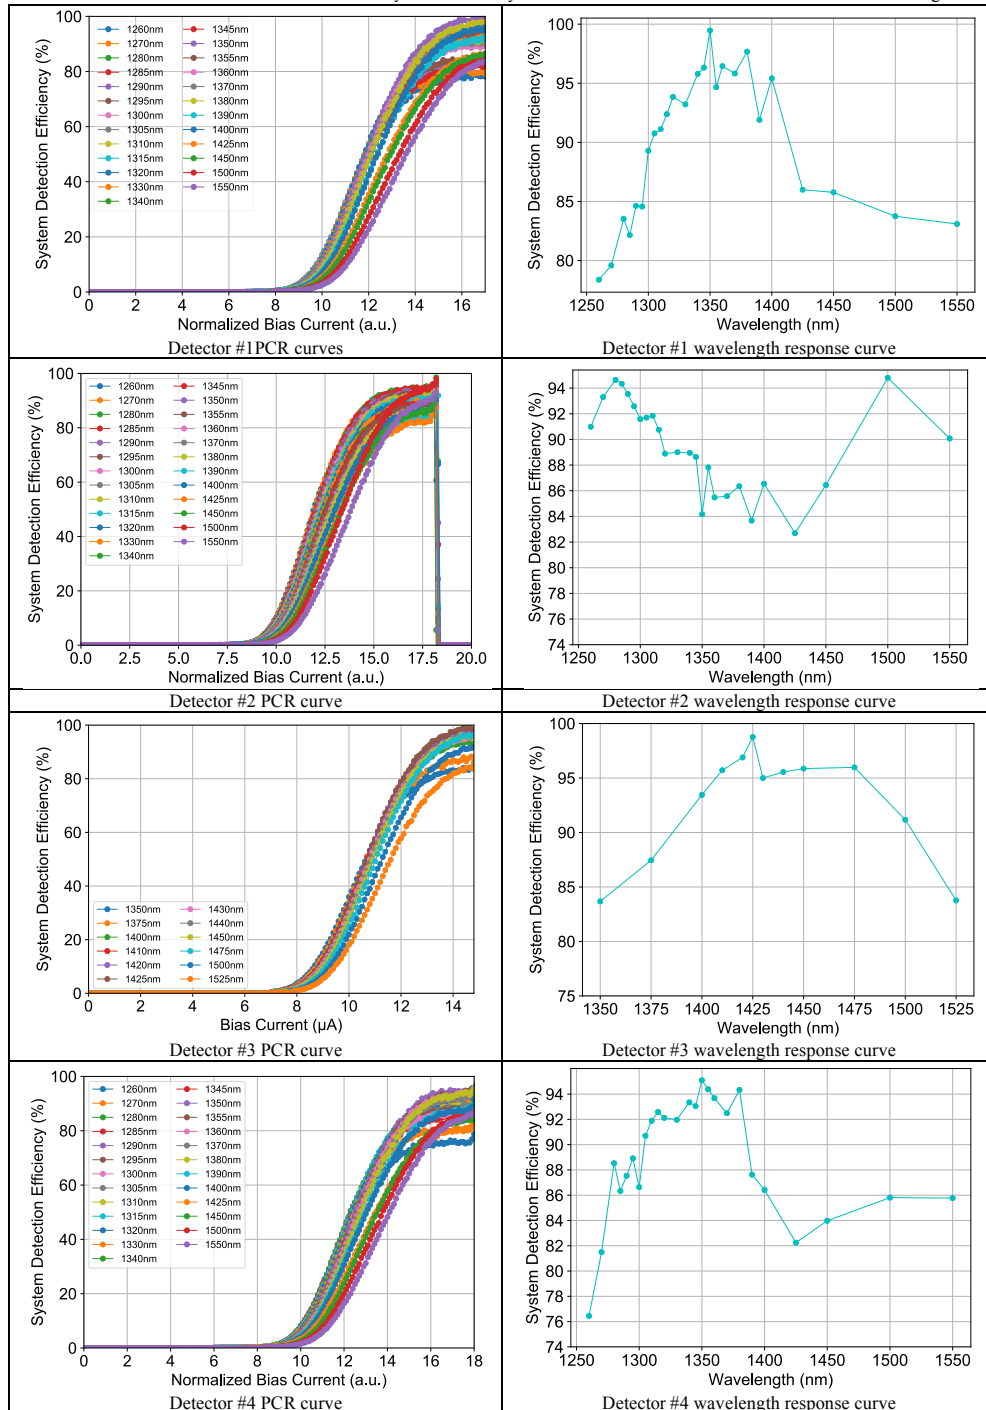 System Detection Efficiency (%)
100
80
60
40
20
0
1260nm 1345nm
1270nm 1350nm
1280nm 1355nm
1285nm 1360nm
1290nm 1370nm
1295nm 1380nm
1300nm 1390nm
1305nm 1400nm
1310nm 1425nm
1315nm 1450nm
1320nm 1500nm
1330nm 1550nm
1340nm
0 2 4 6 8 10 12 14 16
Normalized Bias Current (a.u.)
Detector #1PCR curves
System Detection Efficiency (%)
100
95
90
85
80
1250 1300 1350 1400 1450 1500 1550
Wavelength (nm)
Detector #1 wavelength response curve
System Detection Efficiency (%)
100
80
60
40
20
0
1260nm 1345nm
1270nm 1350nm
1280nm 1355nm
1285nm 1360nm
1290nm 1370nm
1295nm 1380nm
1300nm 1390nm
1305nm 1400nm
1310nm 1425nm
1315nm 1450nm
1320nm 1500nm
1330nm 1550nm
1340nm
0.0 2.5 5.0 7.5 10.0 12.5 15.0 17.5 20.0
Normalized Bias Current (a.u.)
Detector #2 PCR curve
System Detection Efficiency (%)
94
92
90
88
86
84
82
80
78
76
74
1250 1300 1350 1400 1450 1500 1550
Wavelength (nm)
Detector #2 wavelength response curve
System Detection Efficiency (%)
100
80
60
40
20
0
1350nm 1430nm
1375nm 1440nm
1400nm 1450nm
1410nm 1475nm
1420nm 1500nm
1425nm 1525nm
0 2 4 6 8 10 12 14
Bias Current (μA)
Detector #3 PCR curve
System Detection Efficiency (%)
100
95
90
85
80
75
1350 1375 1400 1425 1450 1475 1500 1525
Wavelength (nm)
Detector #3 wavelength response curve
System Detection Efficiency (%)
100
80
60
40
20
0
1260nm 1345nm
1270nm 1350nm
1280nm 1355nm
1285nm 1360nm
1290nm 1370nm
1295nm 1380nm
1300nm 1390nm
1305nm 1400nm
1310nm 1425nm
1315nm 1450nm
1320nm 1500nm
1330nm 1550nm
1340nm
0 2 4 6 8 10 12 14 16 18
Normalized Bias Current (a.u.)
Detector #4 PCR curve
System Detection Efficiency (%)
94
92
90
88
86
84
82
80
78
76
74
1250 1300 1350 1400 1450 1500 1550
Wavelength (nm)
Detector #4 wavelength response curve